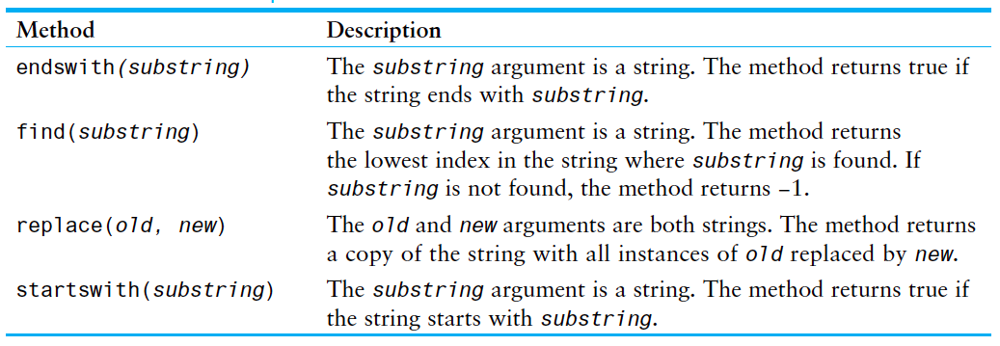 Method Description
endswith(substring) The substring argument is a string. The method returns true if
the string ends with substring.
find(substring) The substring argument is a string. The method returns
the lowest index in the string where substring is found. If
substring is not found, the method returns –1.
replace(old, new) The old and new arguments are both strings. The method returns
a copy of the string with all instances of old replaced by new.
startswith(substring) The substring argument is a string. The method returns true if
the string starts with substring.